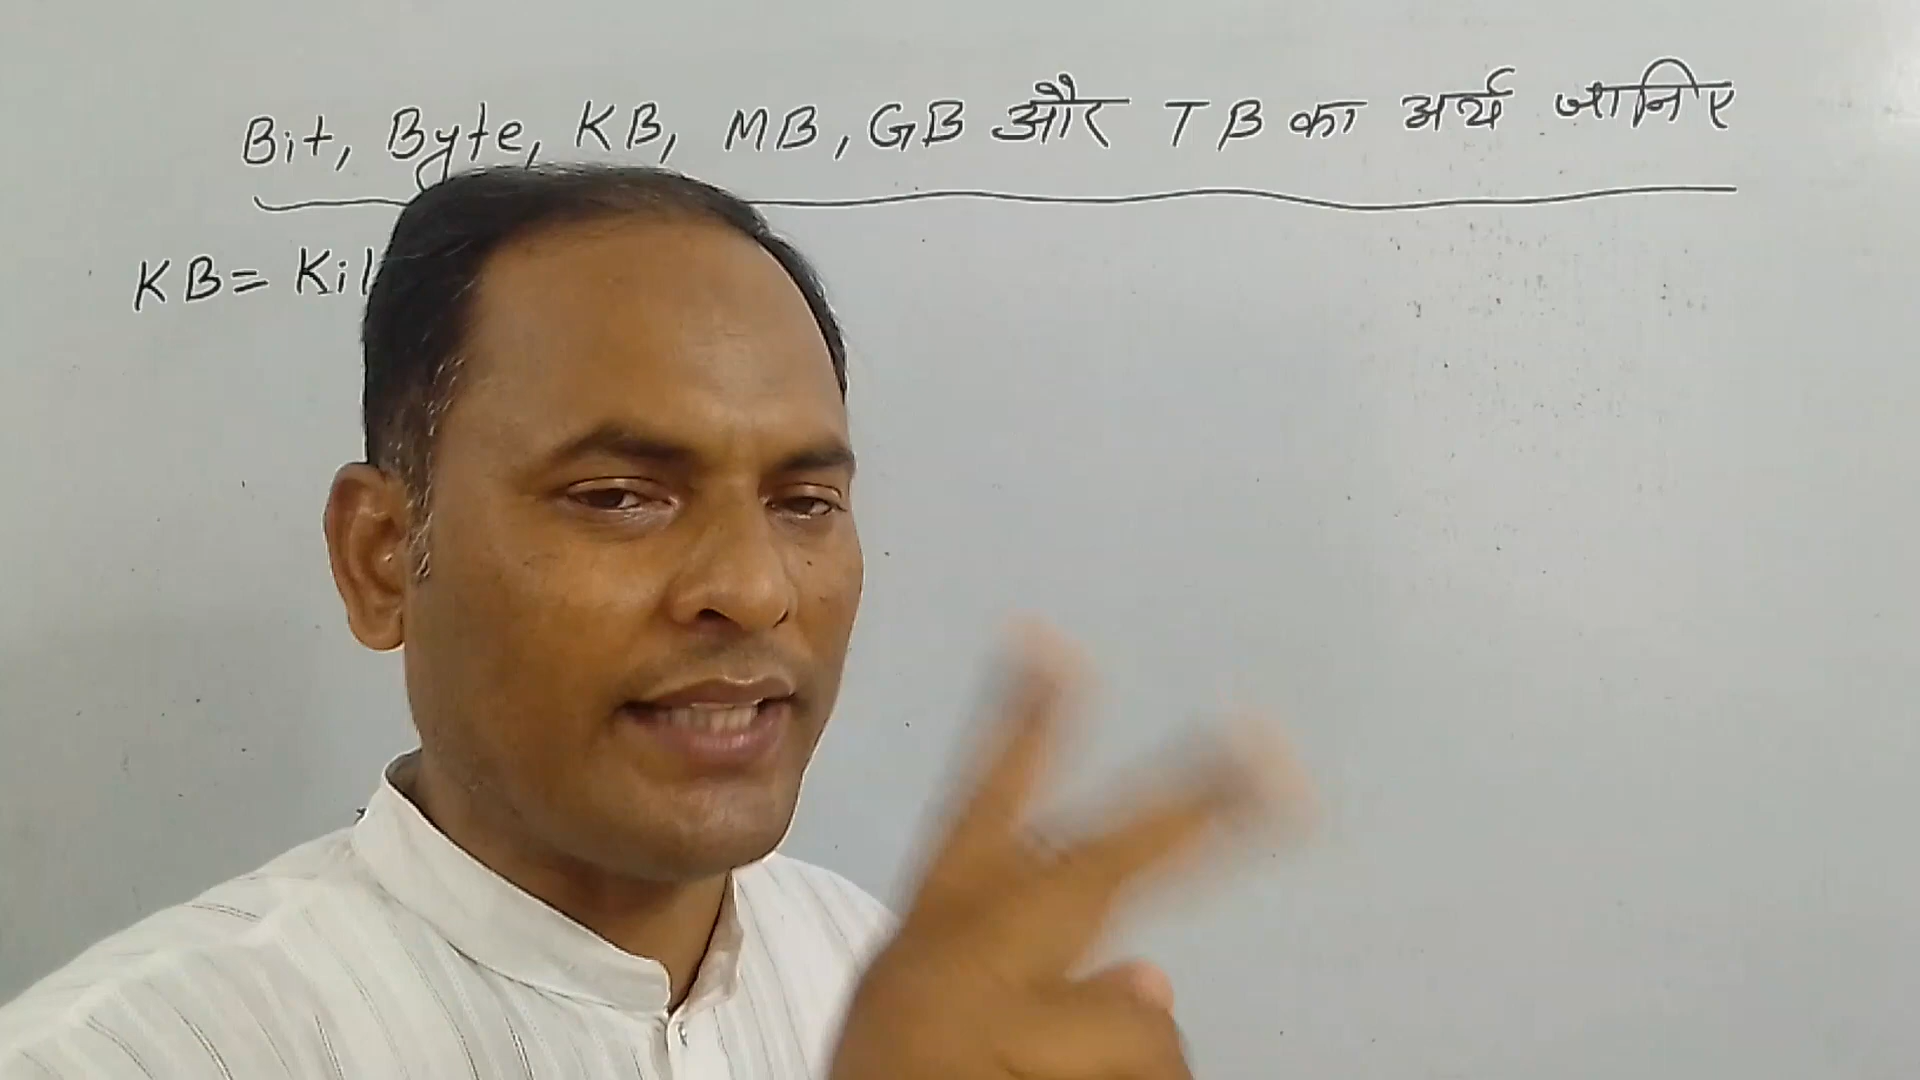 Bit, Byte, KB, MB, GB और TB का अर्थ जानिए
KB = Kil